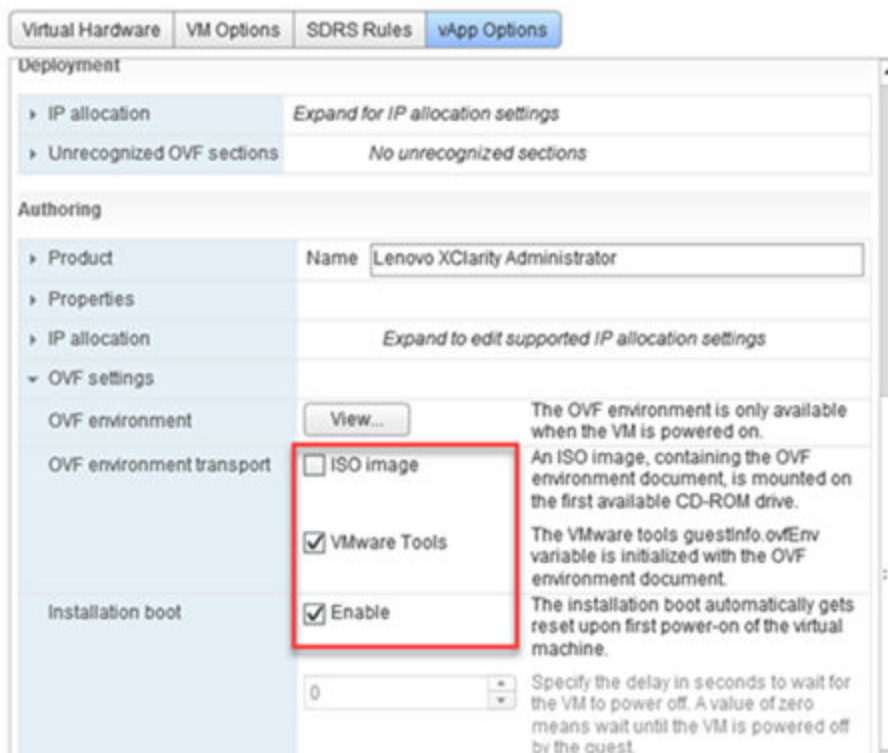 Virtual Hardware VM Options SDRS Rules vApp Options
Deployment
IP allocation Expand for IP allocation settings
Unrecognized OVF sections No unrecognized sections
Authoring
Product Name Lenovo XClarity Administrator
Properties
IP allocation Expand to edit supported IP allocation settings
OVF settings
OVF environment View... The OVF environment is only available
when the VM is powered on.
OVF environment transport ISO image An ISO image, containing the OVF
environment document, is mounted on
the first available CD-ROM drive.
VMware Tools The VMware tools guestInfo.ovfEnv
variable is initialized with the OVF
environment document.
Installation boot Enable The installation boot automatically gets
reset upon first power-on of the virtual
machine.
0 Specify the delay in seconds to wait for
the VM to power off. A value of zero
means wait until the VM is powered off
by the guest.